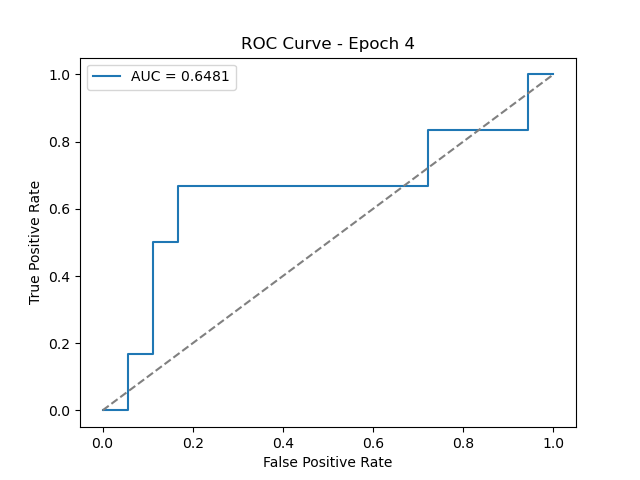 ROC Curve - Epoch 4
AUC = 0.6481
True Positive Rate
1.0
0.8
0.6
0.4
0.2
0.0
0.0 0.2 0.4 0.6 0.8 1.0
False Positive Rate